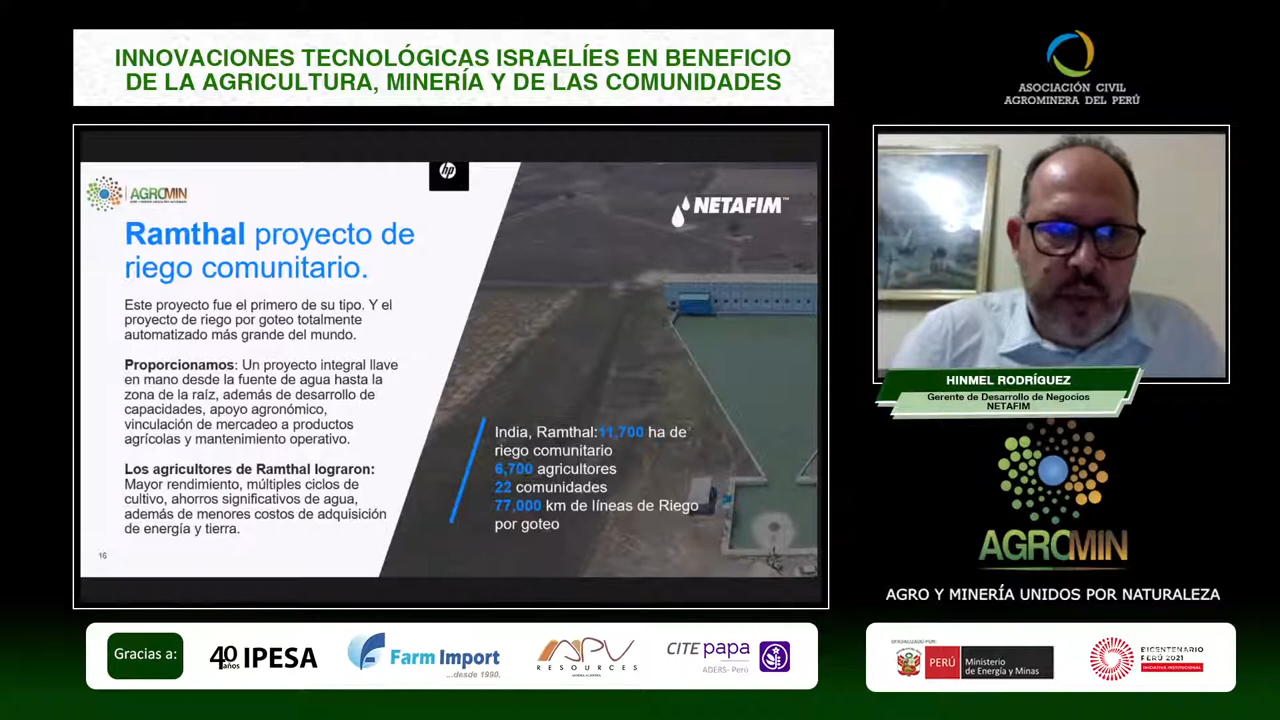 INNOVACIONES TECNOLÓGICAS ISRAELÍES EN BENEFICIO
DE LA AGRICULTURA, MINERÍA Y DE LAS COMUNIDADES
ASOCIACIÓN CIVIL
AGROMINERA DEL PERÚ
AGROMIN
hp
NETAFIM™
Ramthal proyecto de
riego comunitario.
Este proyecto fue el primero de su tipo. Y el
proyecto de riego por goteo totalmente
automatizado más grande del mundo.
Proporcionamos: Un proyecto integral llave
en mano desde la fuente de agua hasta la
zona de la raíz, además de desarrollo de
capacidades, apoyo agronómico,
vinculación de mercadeo a productos
agrícolas y mantenimiento operativo.
Los agricultores de Ramthal lograron:
Mayor rendimiento, múltiples ciclos de
cultivo, ahorros significativos de agua,
además de menores costos de adquisición
de energía y tierra.
16
India, Ramthal:11,700 ha de
riego comunitario
6,700 agricultores
22 comunidades
77,000 km de líneas de Riego
por goteo
HINMEL RODRÍGUEZ
Gerente de Desarrollo de Negocios
NETAFIM
AGROMIN
AGRO Y MINERÍA UNIDOS POR NATURALEZA
Gracias a:
40 años IPESA
Farm Import
...desde 1990.
APV
RESOURCES
CITEpapa
ADERS- Perú
PERÚ
Ministerio
de Energía y Minas
BICENTENARIO
PERÚ 2021
INICIATIVA INSTITUCIONAL